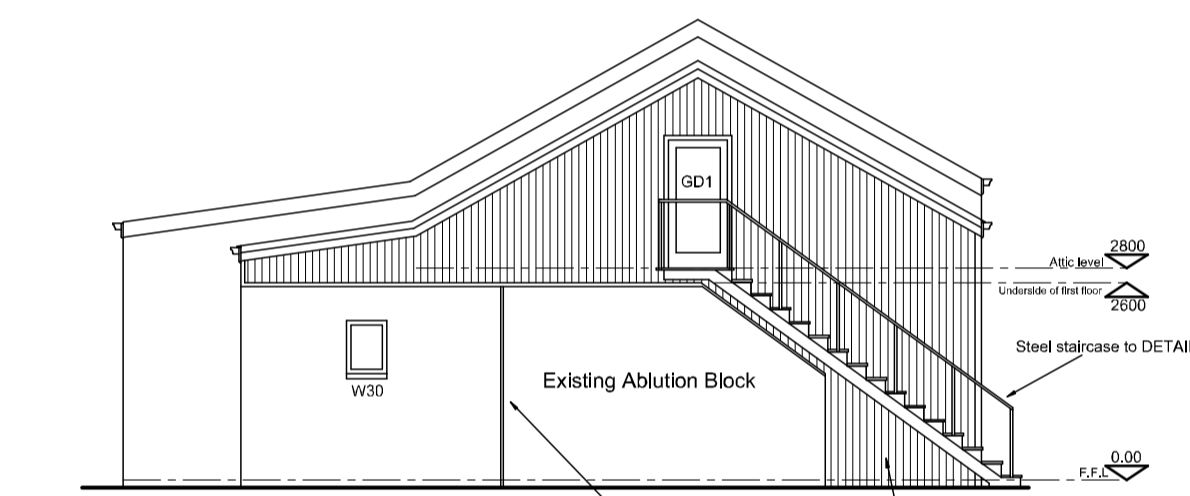 GD1
2800
Attic level
Underside of first floor
2600
Steel staircase to DETAI
W30
Existing Ablution Block
0.00
F.F.L